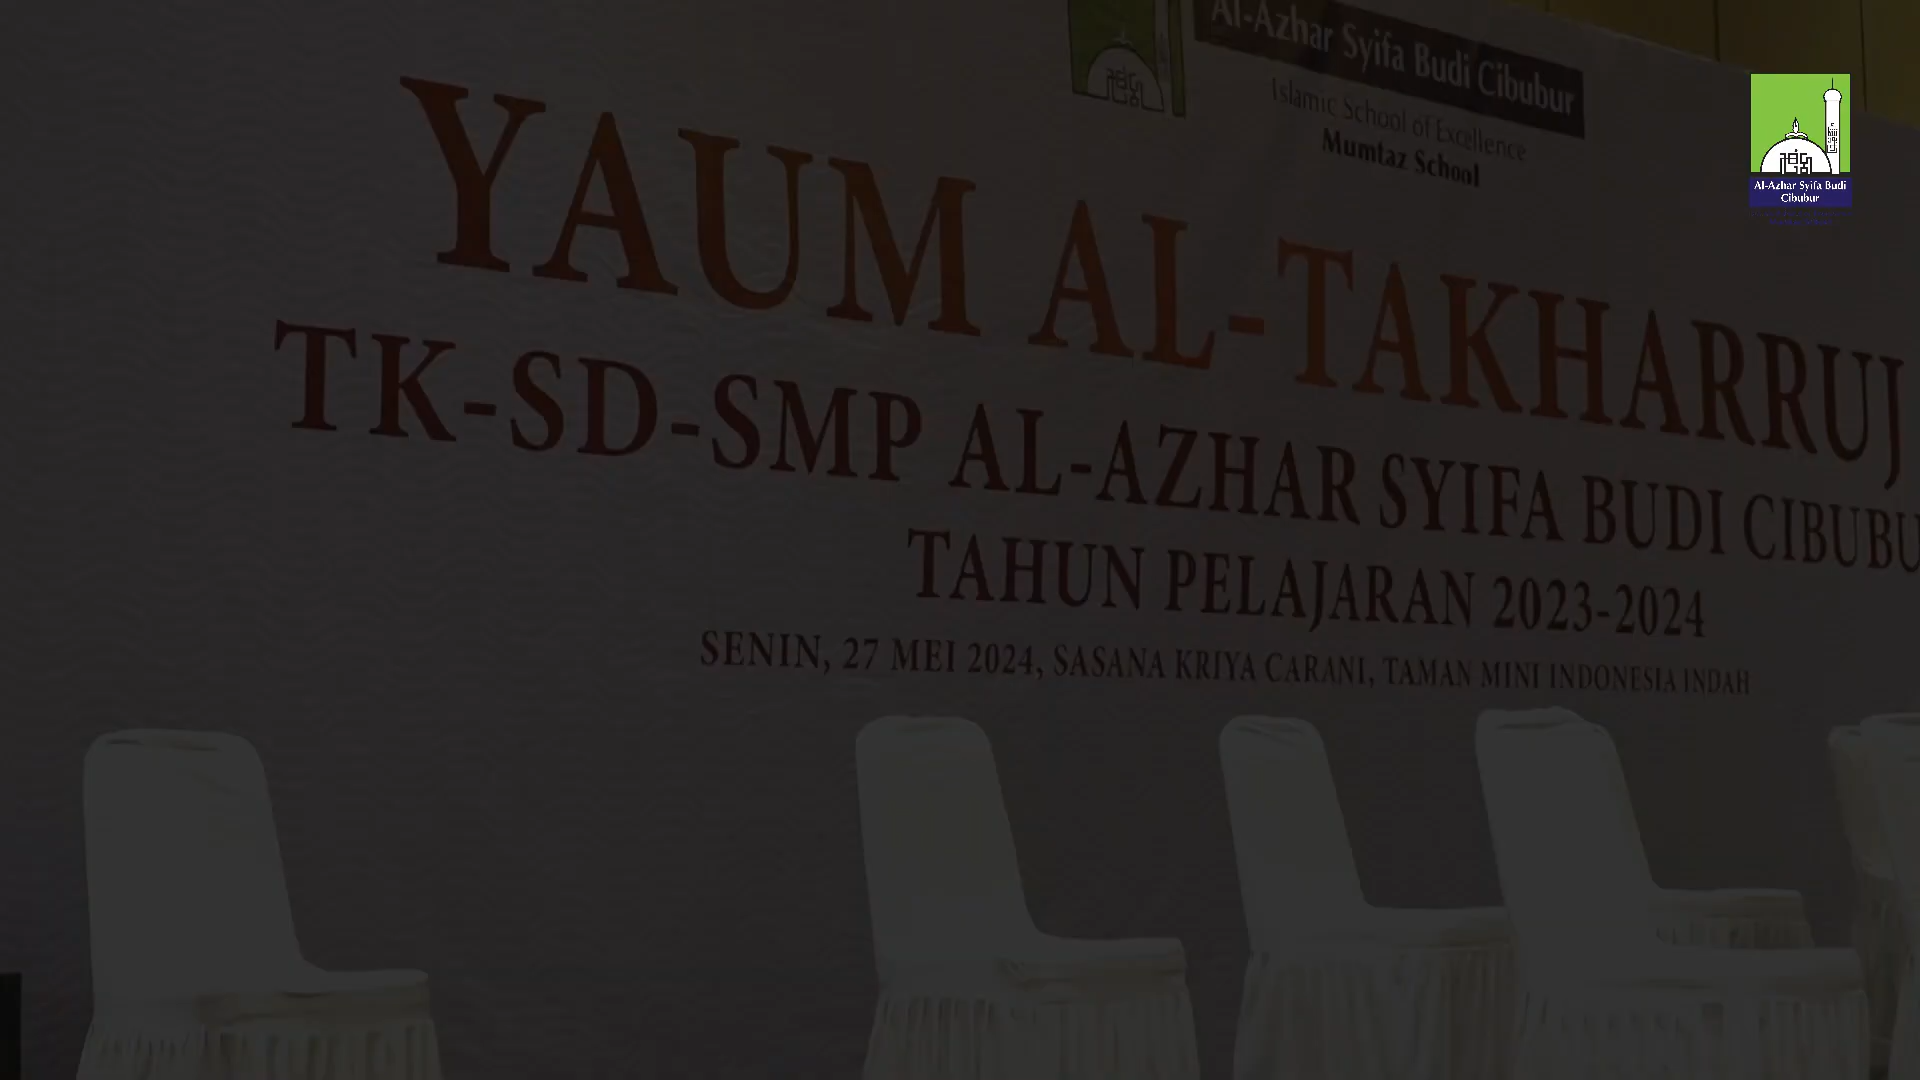 Al-Azhar Syifa Budi Cibubur
Islamic School of Excellence
Mumtaz School
YAUM AL-TAKHARRUJ
TK-SD-SMP AL-AZHAR SYIFA BUDI CIBUBU
TAHUN PELAJARAN 2023-2024
SENIN, 27 MEI 2024, SASANA KRIYA CARANI, TAMAN MINI INDONESIA INDAH
Al-Azhar Syifa Budi
Cibubur